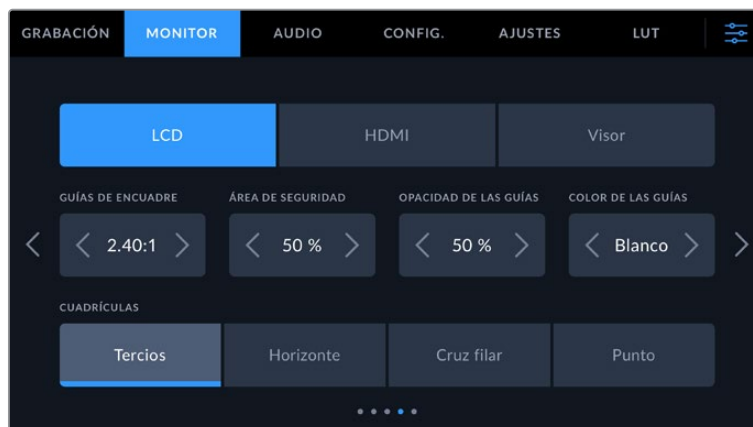 GRABACIÓN MONITOR AUDIO CONFIG. AJUSTES LUT
LCD HDMI Visor
GUÍAS DE ENCUADRE ÁREA DE SEGURIDAD OPACIDAD DE LAS GUÍAS COLOR DE LAS GUÍAS
2.40:1 50 % 50 % Blanco
CUADRÍCULAS
Tercios Horizonte Cruz filar Punto